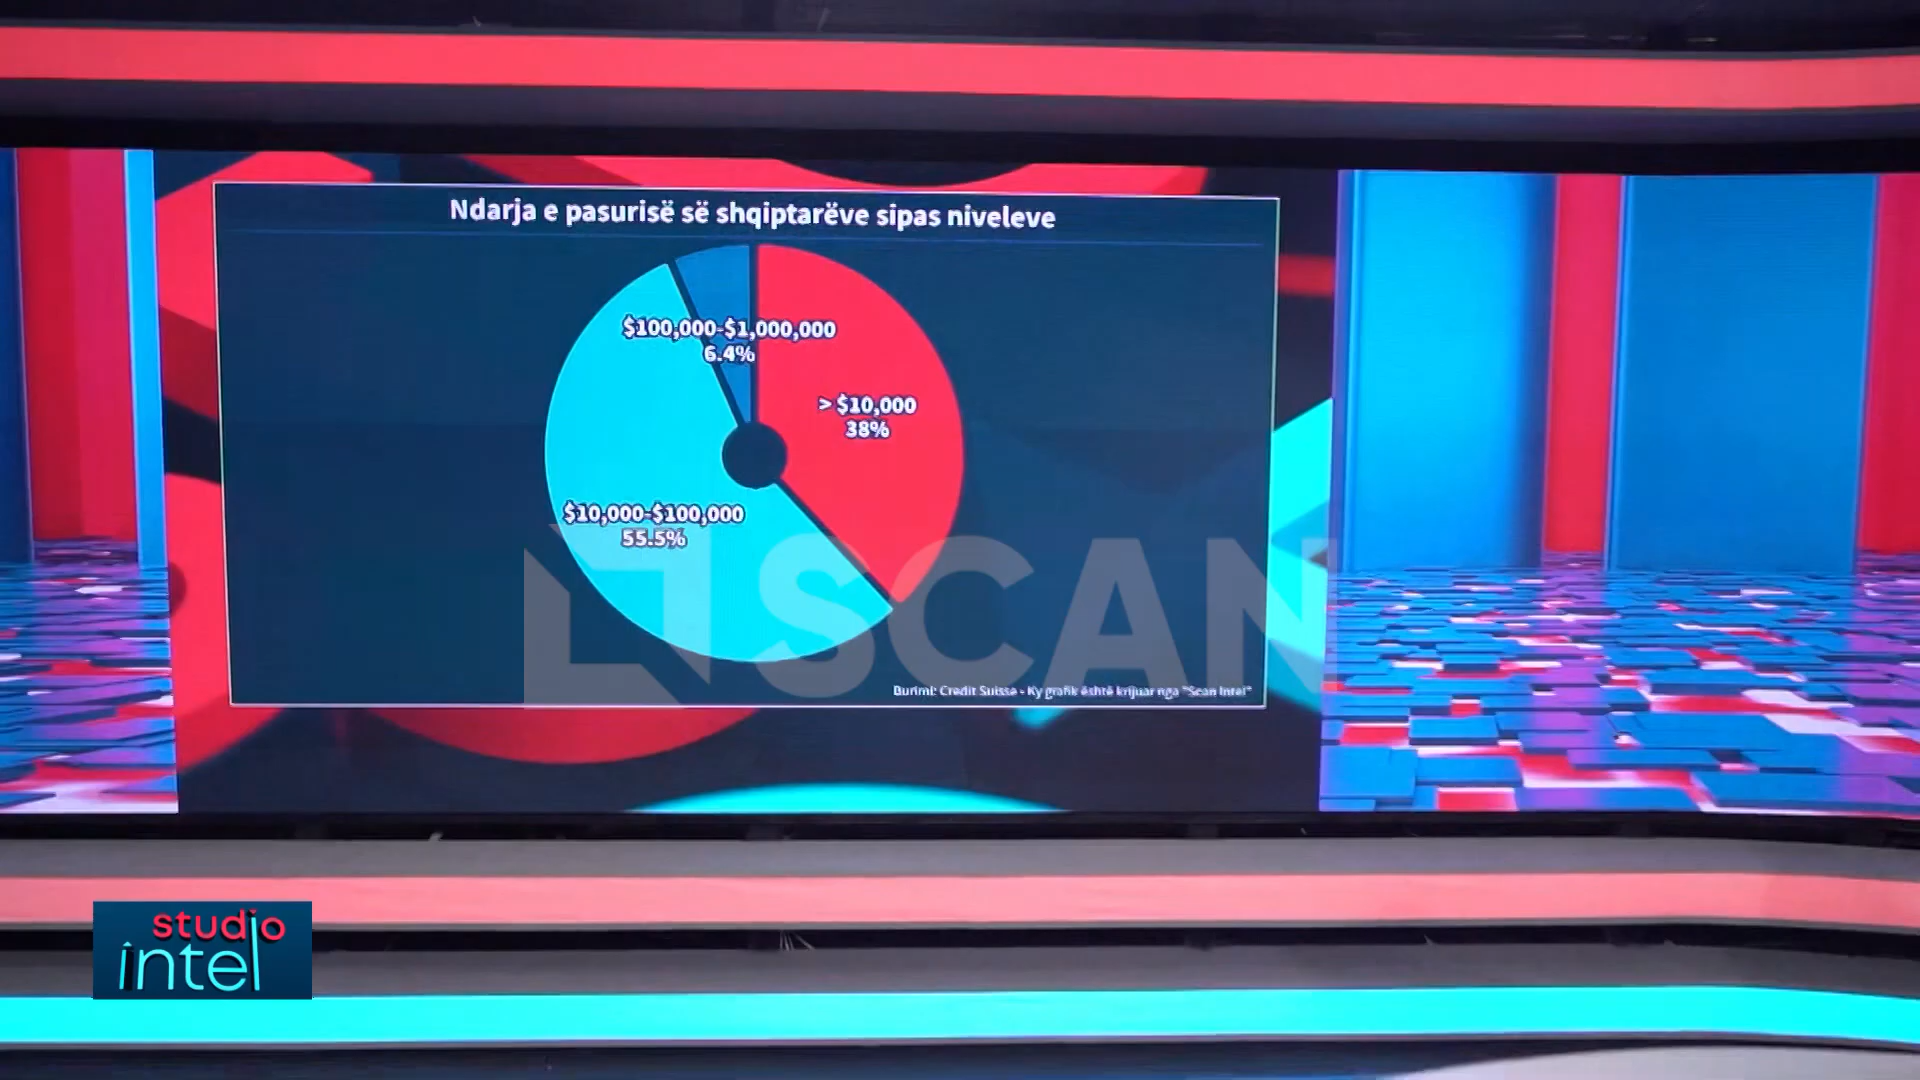 Ndarja e pasurisë së shqiptarëve sipas niveleve
$100,000-$1,000,000
6.4%
> $10,000
38%
$10,000-$100,000
55.5%
SCAN
Burimi: Credit Suisse - Ky grafik është krijuar nga "Scan Intel"
studio
intel